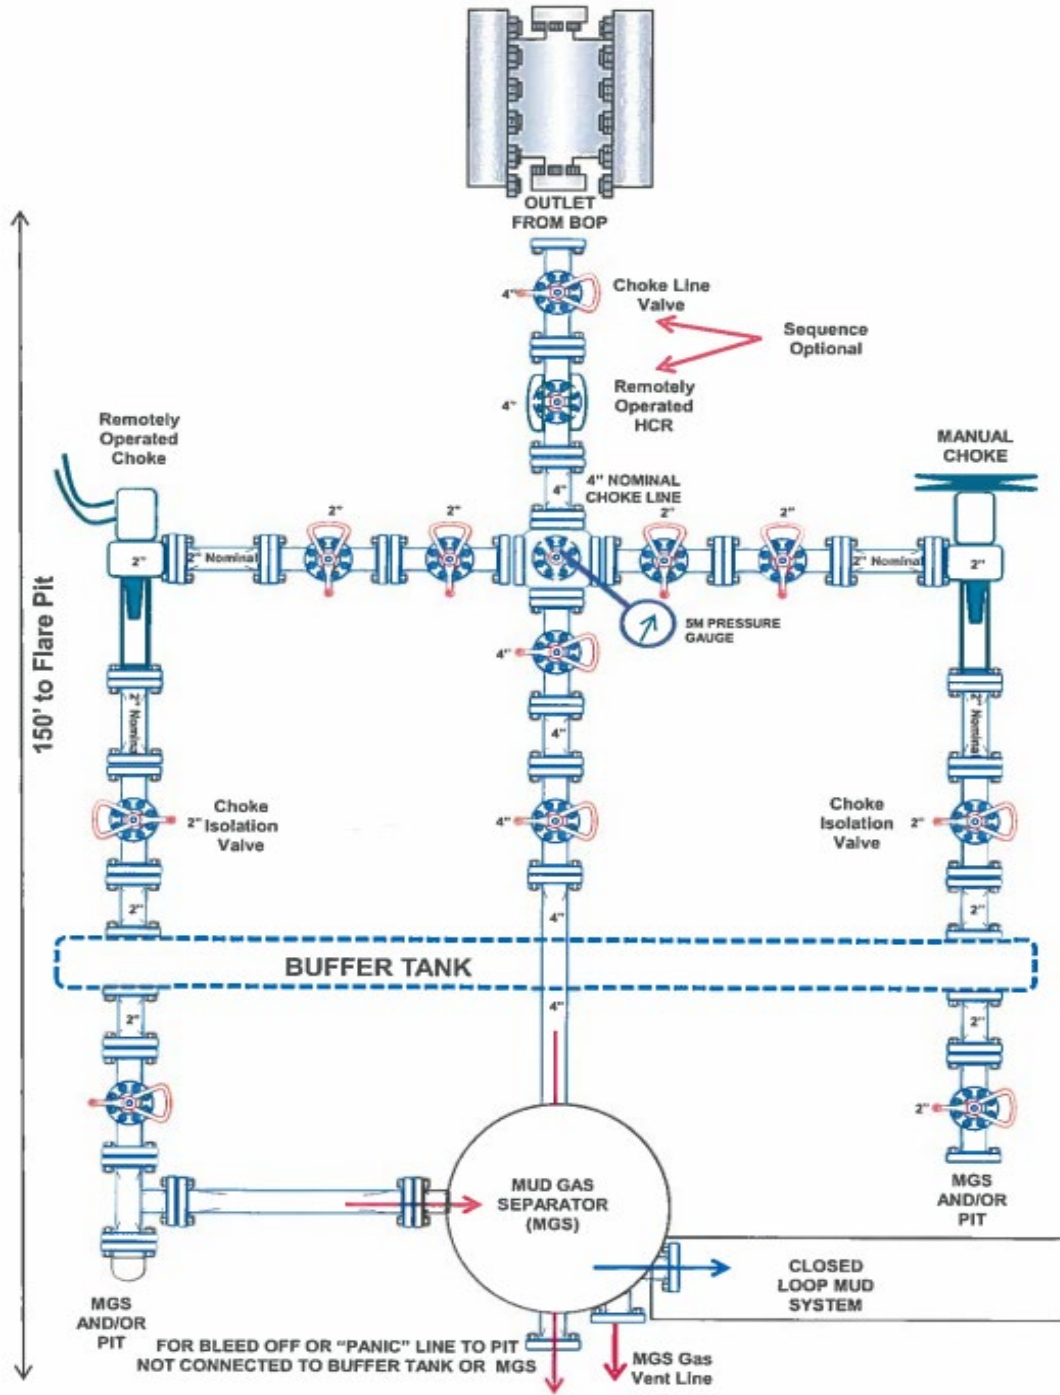 OUTLET
FROM BOP
4"
Choke Line
Valve
Sequence
Optional
4"
Remotely
Operated
HCR
Remotely
Operated
Choke
MANUAL
CHOKE
4"
4" NOMINAL
CHOKE LINE
2"
2"
2"
2"
2"
2" Nominal
2" Nominal
2"
5M PRESSURE
GAUGE
4"
150' to Flare Pit
2" Nominal
4"
2" Nominal
2"
Choke
Isolation
Valve
4"
Choke
Isolation
Valve
2"
2"
4"
2"
BUFFER TANK
2"
4"
2"
2"
MUD GAS
SEPARATOR
(MGS)
MGS
AND/OR
PIT
CLOSED
LOOP MUD
SYSTEM
MGS
AND/OR
PIT
FOR BLEED OFF OR “PANIC” LINE TO PIT
NOT CONNECTED TO BUFFER TANK OR MGS
MGS Gas
Vent Line